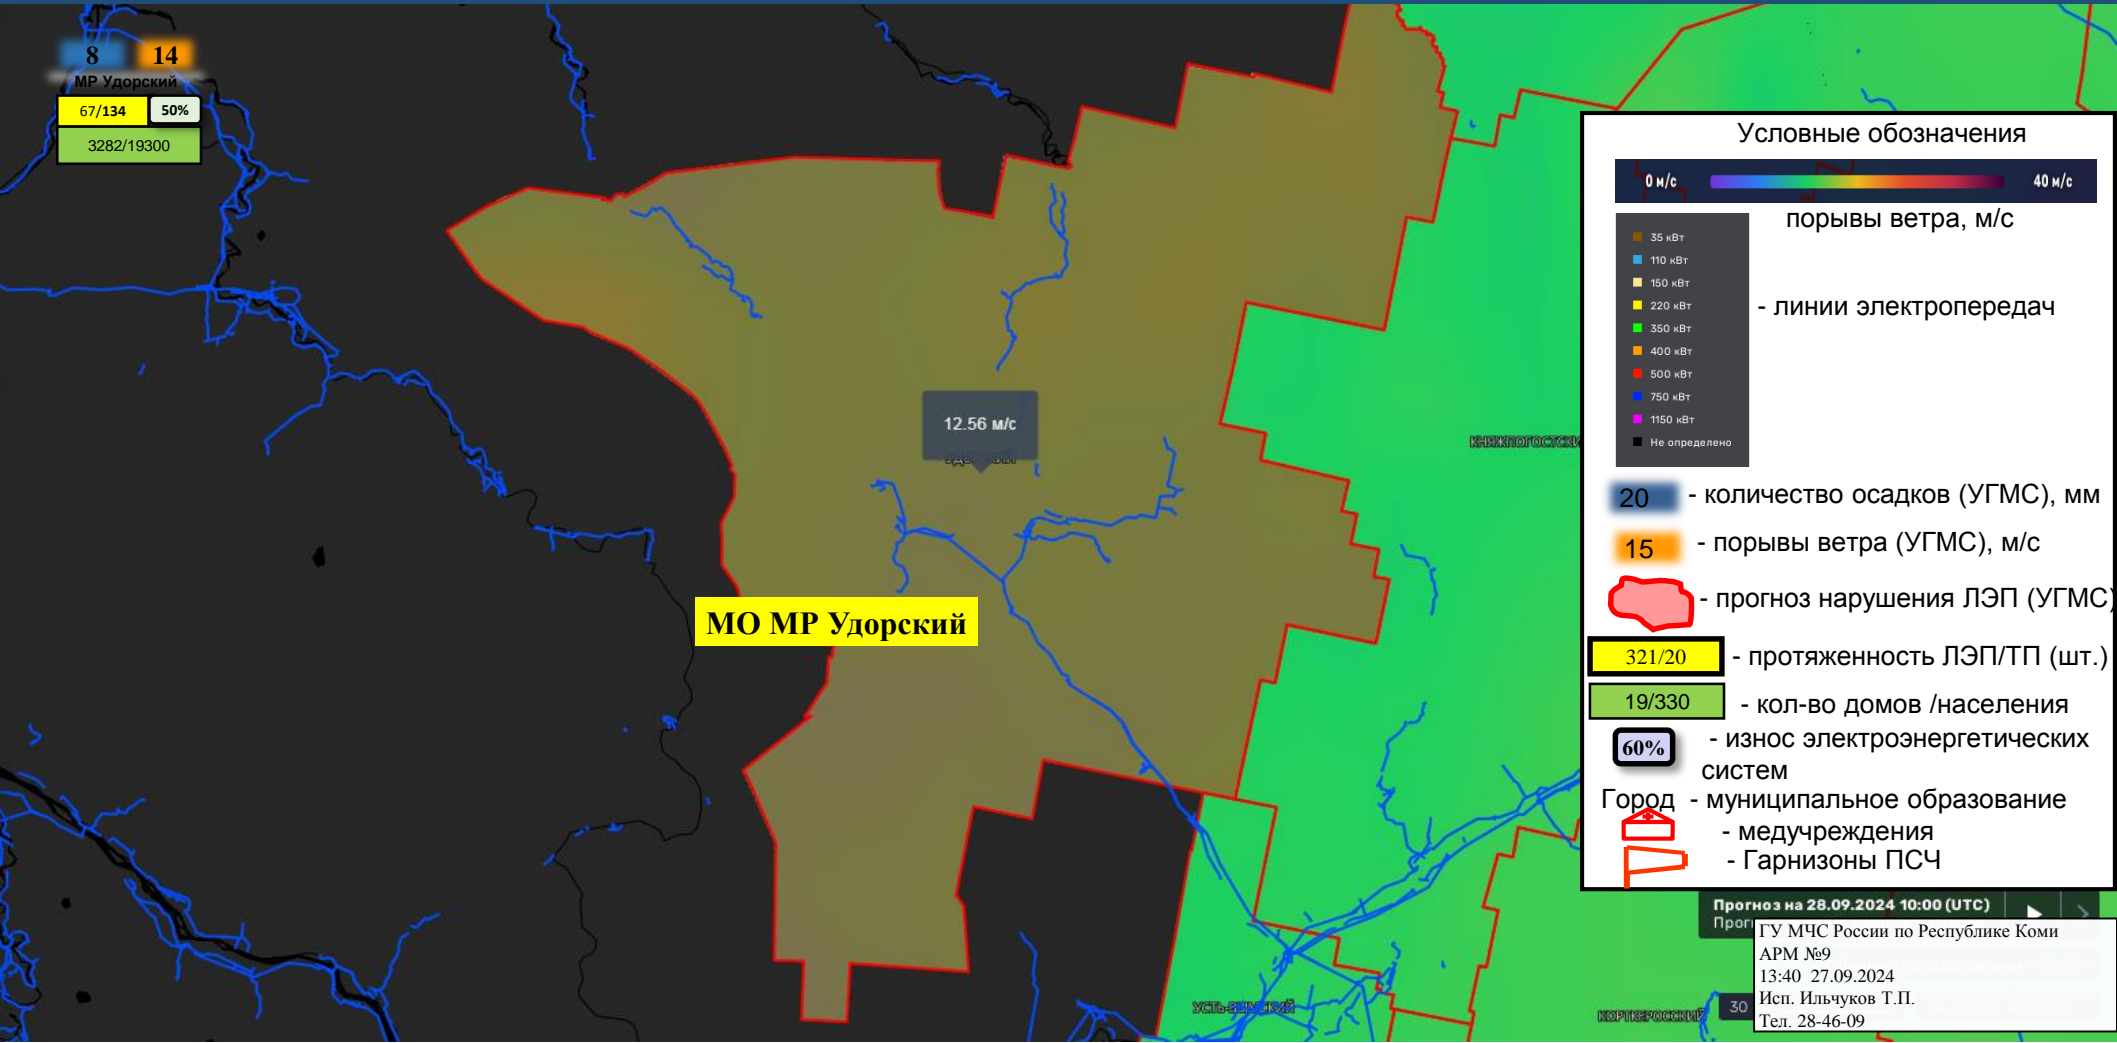 8 14
МР Удорский
67/134 50%
3282/19300
12.56 м/с
МО МР Удорский
Условные обозначения
0 м/с 40 м/с
порывы ветра, м/с
35 кВт
110 кВт
150 кВт
220 кВт
350 кВт
400 кВт
500 кВт
750 кВт
1150 кВт
Не определено
- линии электропередач
20 - количество осадков (УГМС), мм
15 - порывы ветра (УГМС), м/с
- прогноз нарушения ЛЭП (УГМС)
321/20 - протяженность ЛЭП/ТП (шт.)
19/330 - кол-во домов /населения
60% - износ электроэнергетических
систем
Город - муниципальное образование
- медучреждения
- Гарнизоны ПСЧ
Прогноз на 28.09.2024 10:00 (UTC)
ГУ МЧС России по Республике Коми
АРМ №9
13:40 27.09.2024
Исп. Ильчуков Т.П.
Тел. 28-46-09
30
УСТЬ-ВЫМСКИЙ
КОРТКЕРОССКИЙ